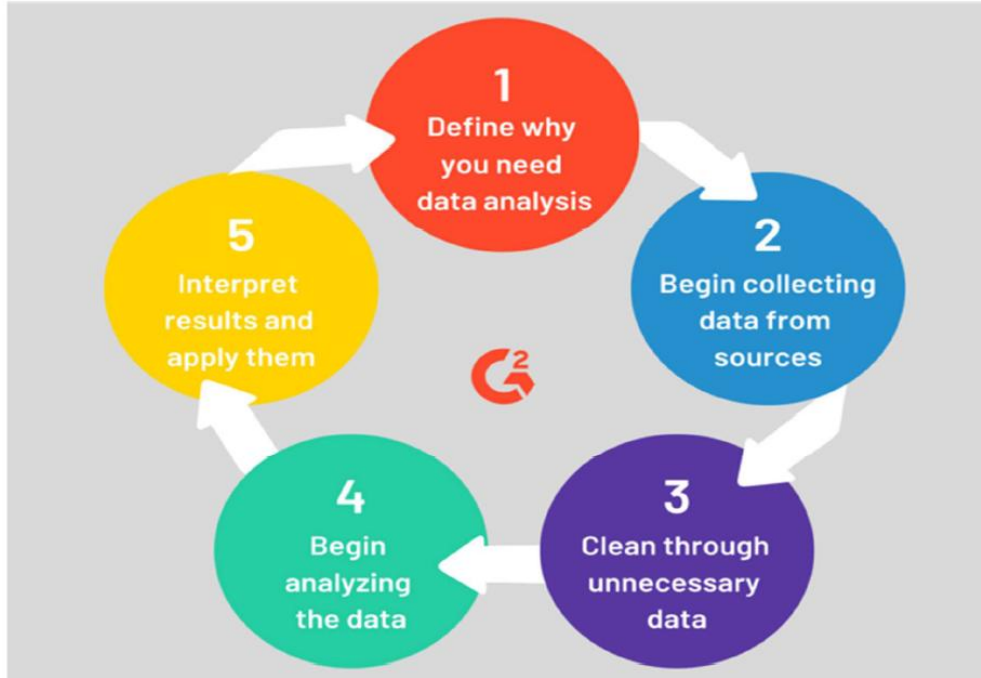 1
Define why
you need
data analysis
2
Begin collecting
data from
sources
3
Clean through
unnecessary
data
4
Begin
analyzing
the data
5
Interpret
results and
apply them
G2